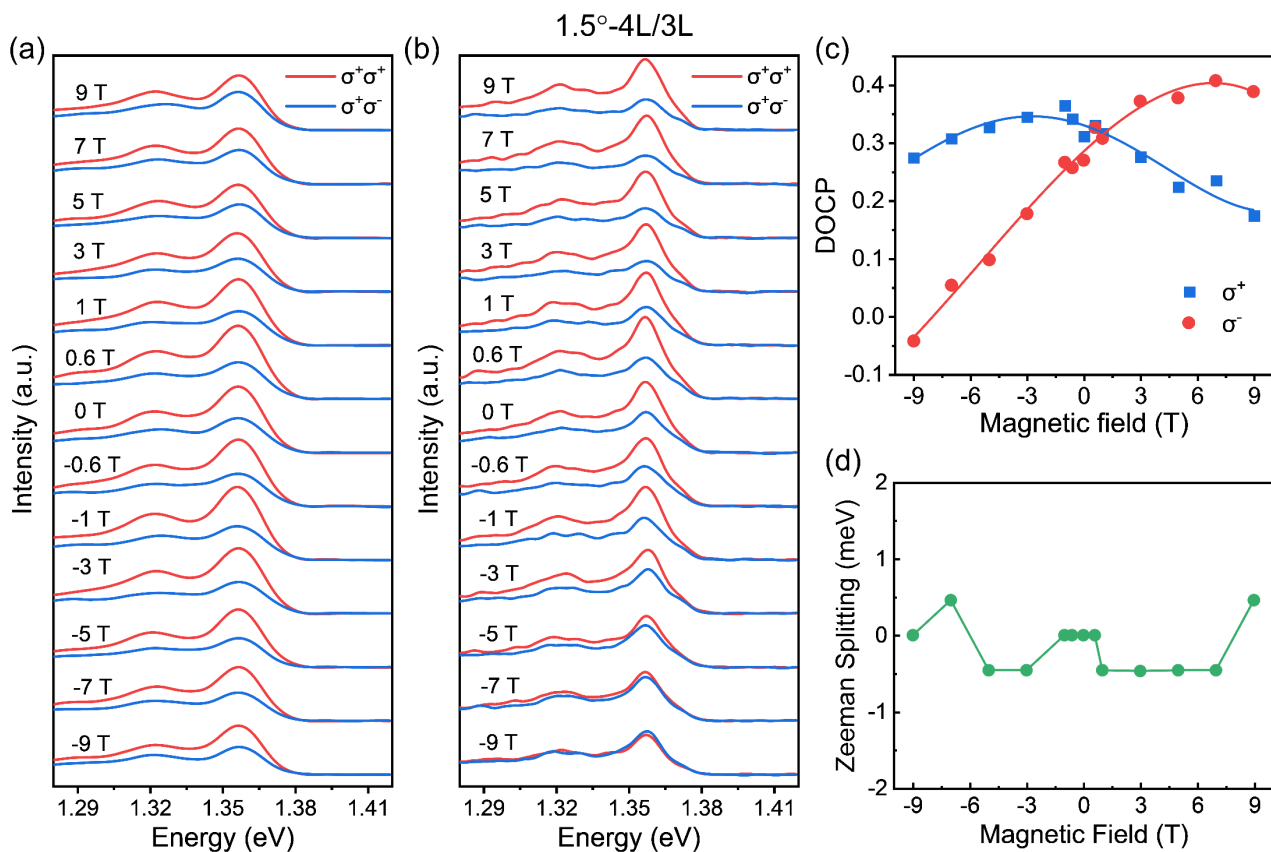 1.5°-4L/3L
(a)
σ⁺σ⁺
σ⁺σ⁻
9 T
7 T
5 T
3 T
1 T
0.6 T
0 T
-0.6 T
-1 T
-3 T
-5 T
-7 T
-9 T
Intensity (a.u.)
1.29 1.32 1.35 1.38 1.41
Energy (eV)
(b)
σ⁺σ⁺
σ⁺σ⁻
9 T
7 T
5 T
3 T
1 T
0.6 T
0 T
-0.6 T
-1 T
-3 T
-5 T
-7 T
-9 T
Intensity (a.u.)
1.29 1.32 1.35 1.38 1.41
Energy (eV)
(c)
0.4
0.3
0.2
0.1
0.0
-0.1
DOCP
σ⁺
σ⁻
-9 -6 -3 0 3 6 9
Magnetic field (T)
(d)
2
1
0
-1
-2
Zeeman Splitting (meV)
-9 -6 -3 0 3 6 9
Magnetic Field (T)